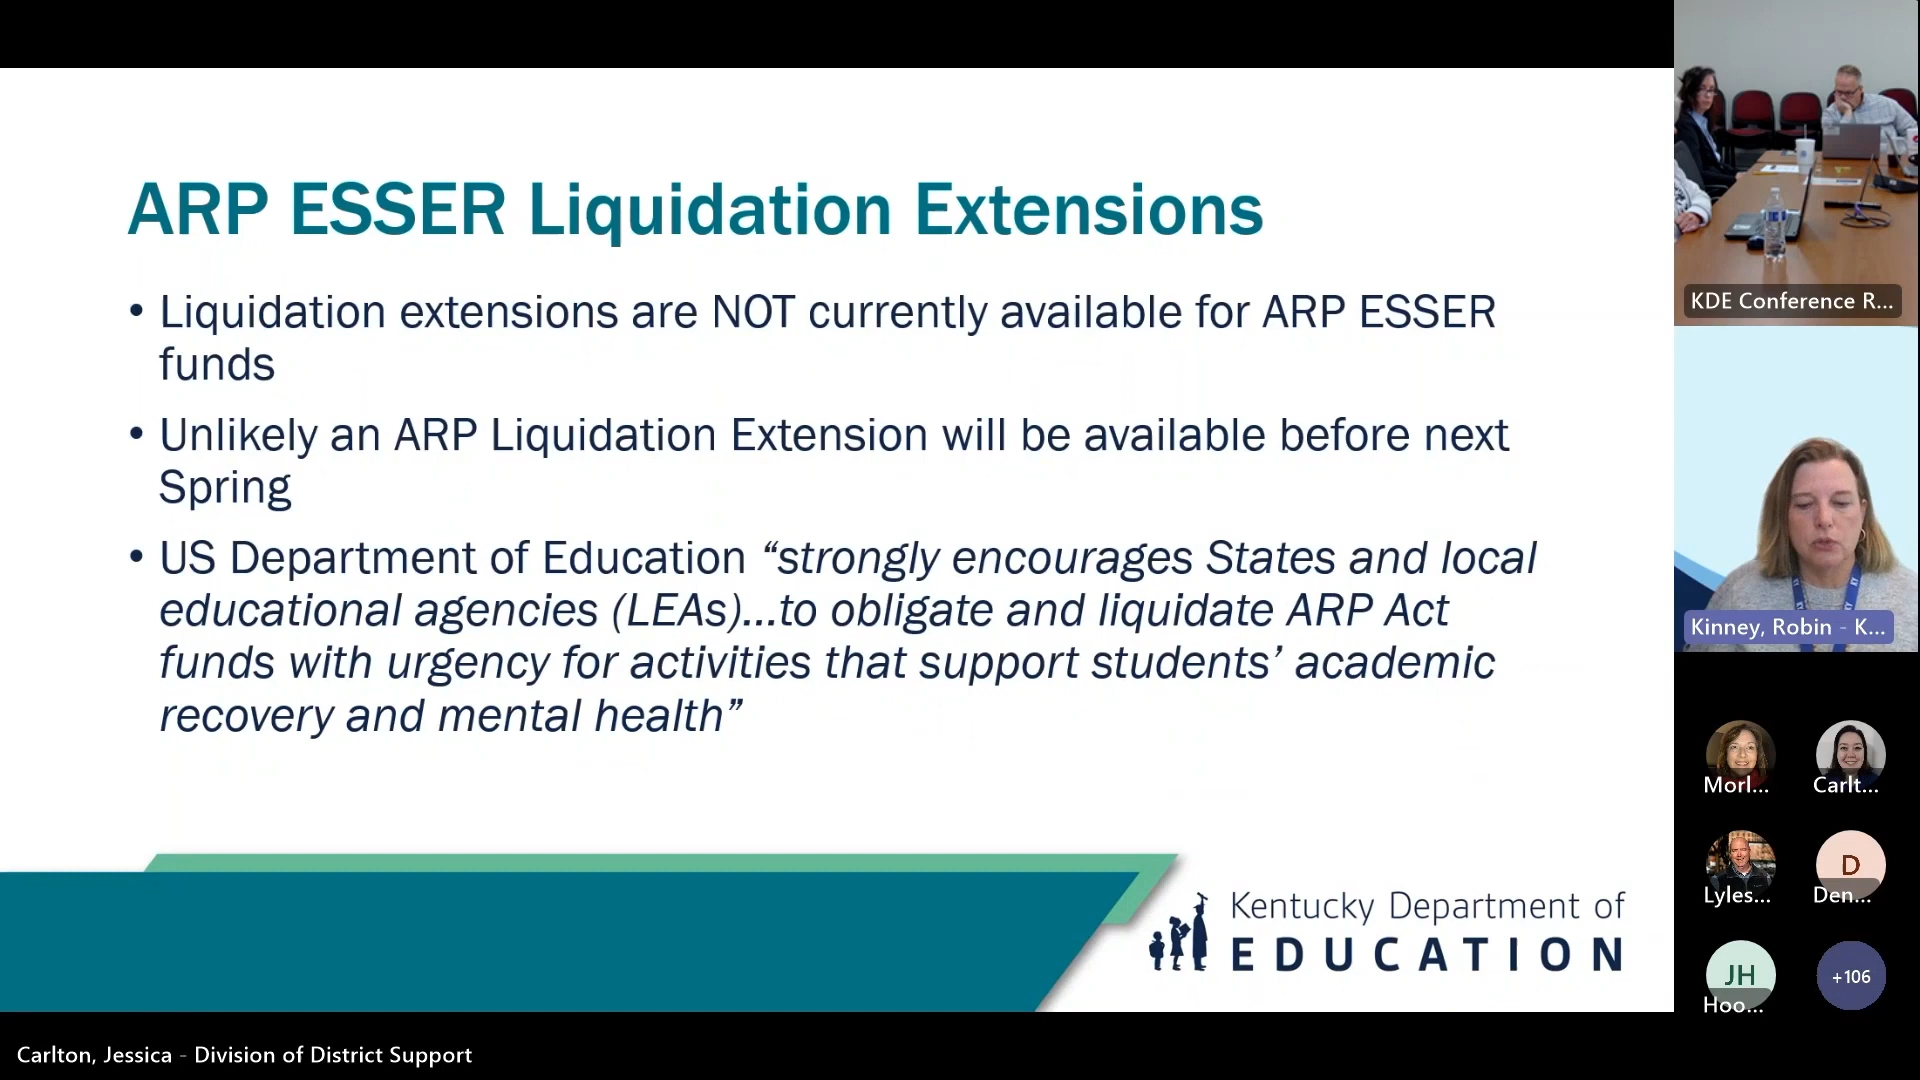 ARP ESSER Liquidation Extensions
• Liquidation extensions are NOT currently available for ARP ESSER
funds
• Unlikely an ARP Liquidation Extension will be available before next
Spring
• US Department of Education “strongly encourages States and local
educational agencies (LEAs)...to obligate and liquidate ARP Act
funds with urgency for activities that support students’ academic
recovery and mental health”
Kentucky Department of
EDUCATION
KDE Conference R...
Kinney, Robin - K...
Morl...
Carlt...
Lyles...
D
Den...
JH
Hoo...
+106
Carlton, Jessica - Division of District Support